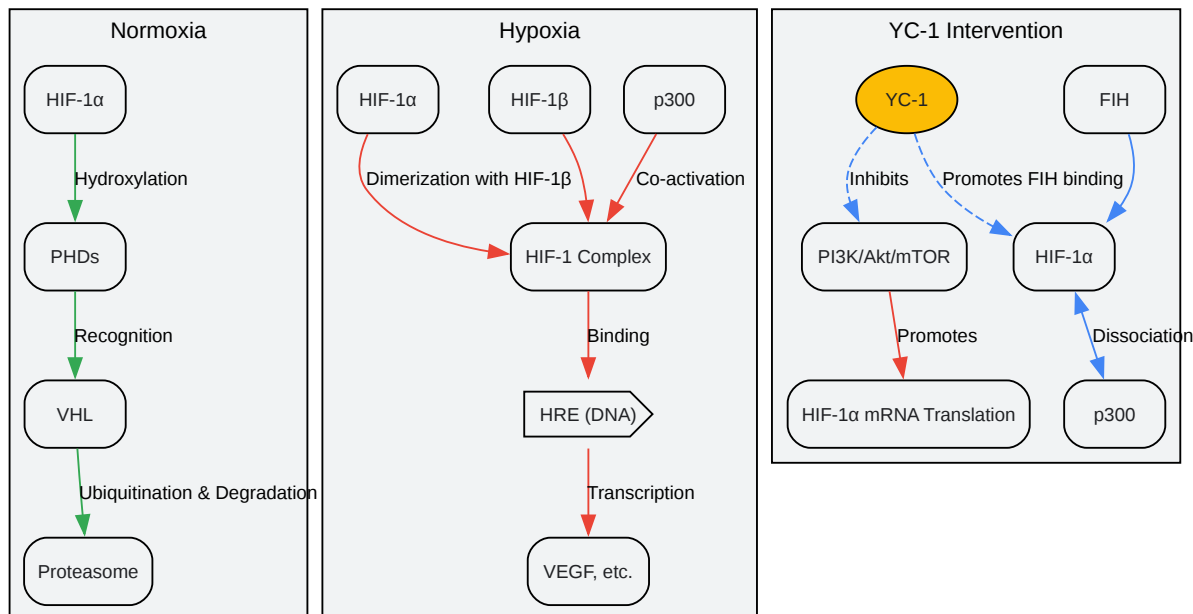 Normoxia
HIF-1α
Hydroxylation
PHDs
Recognition
VHL
Ubiquitination & Degradation
Proteasome
Hypoxia
HIF-1α
HIF-1β
p300
Dimerization with HIF-1β
Co-activation
HIF-1 Complex
Binding
HRE (DNA)
Transcription
VEGF, etc.
YC-1 Intervention
YC-1
FIH
Inhibits
Promotes FIH binding
PI3K/Akt/mTOR
HIF-1α
Promotes
Dissociation
HIF-1α mRNA Translation
p300